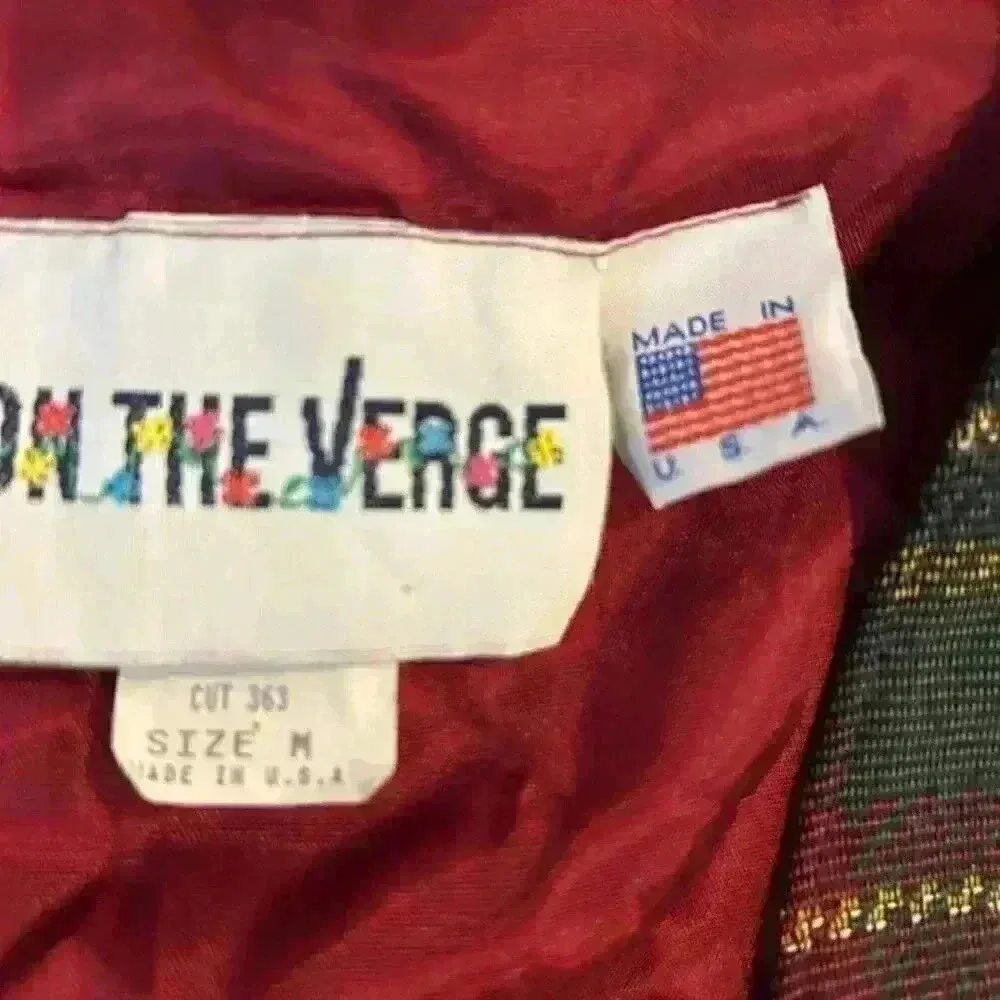 ON THE VERGE
MADE IN
U. S. A.
CUT 363
SIZE M
MADE IN U.S.A